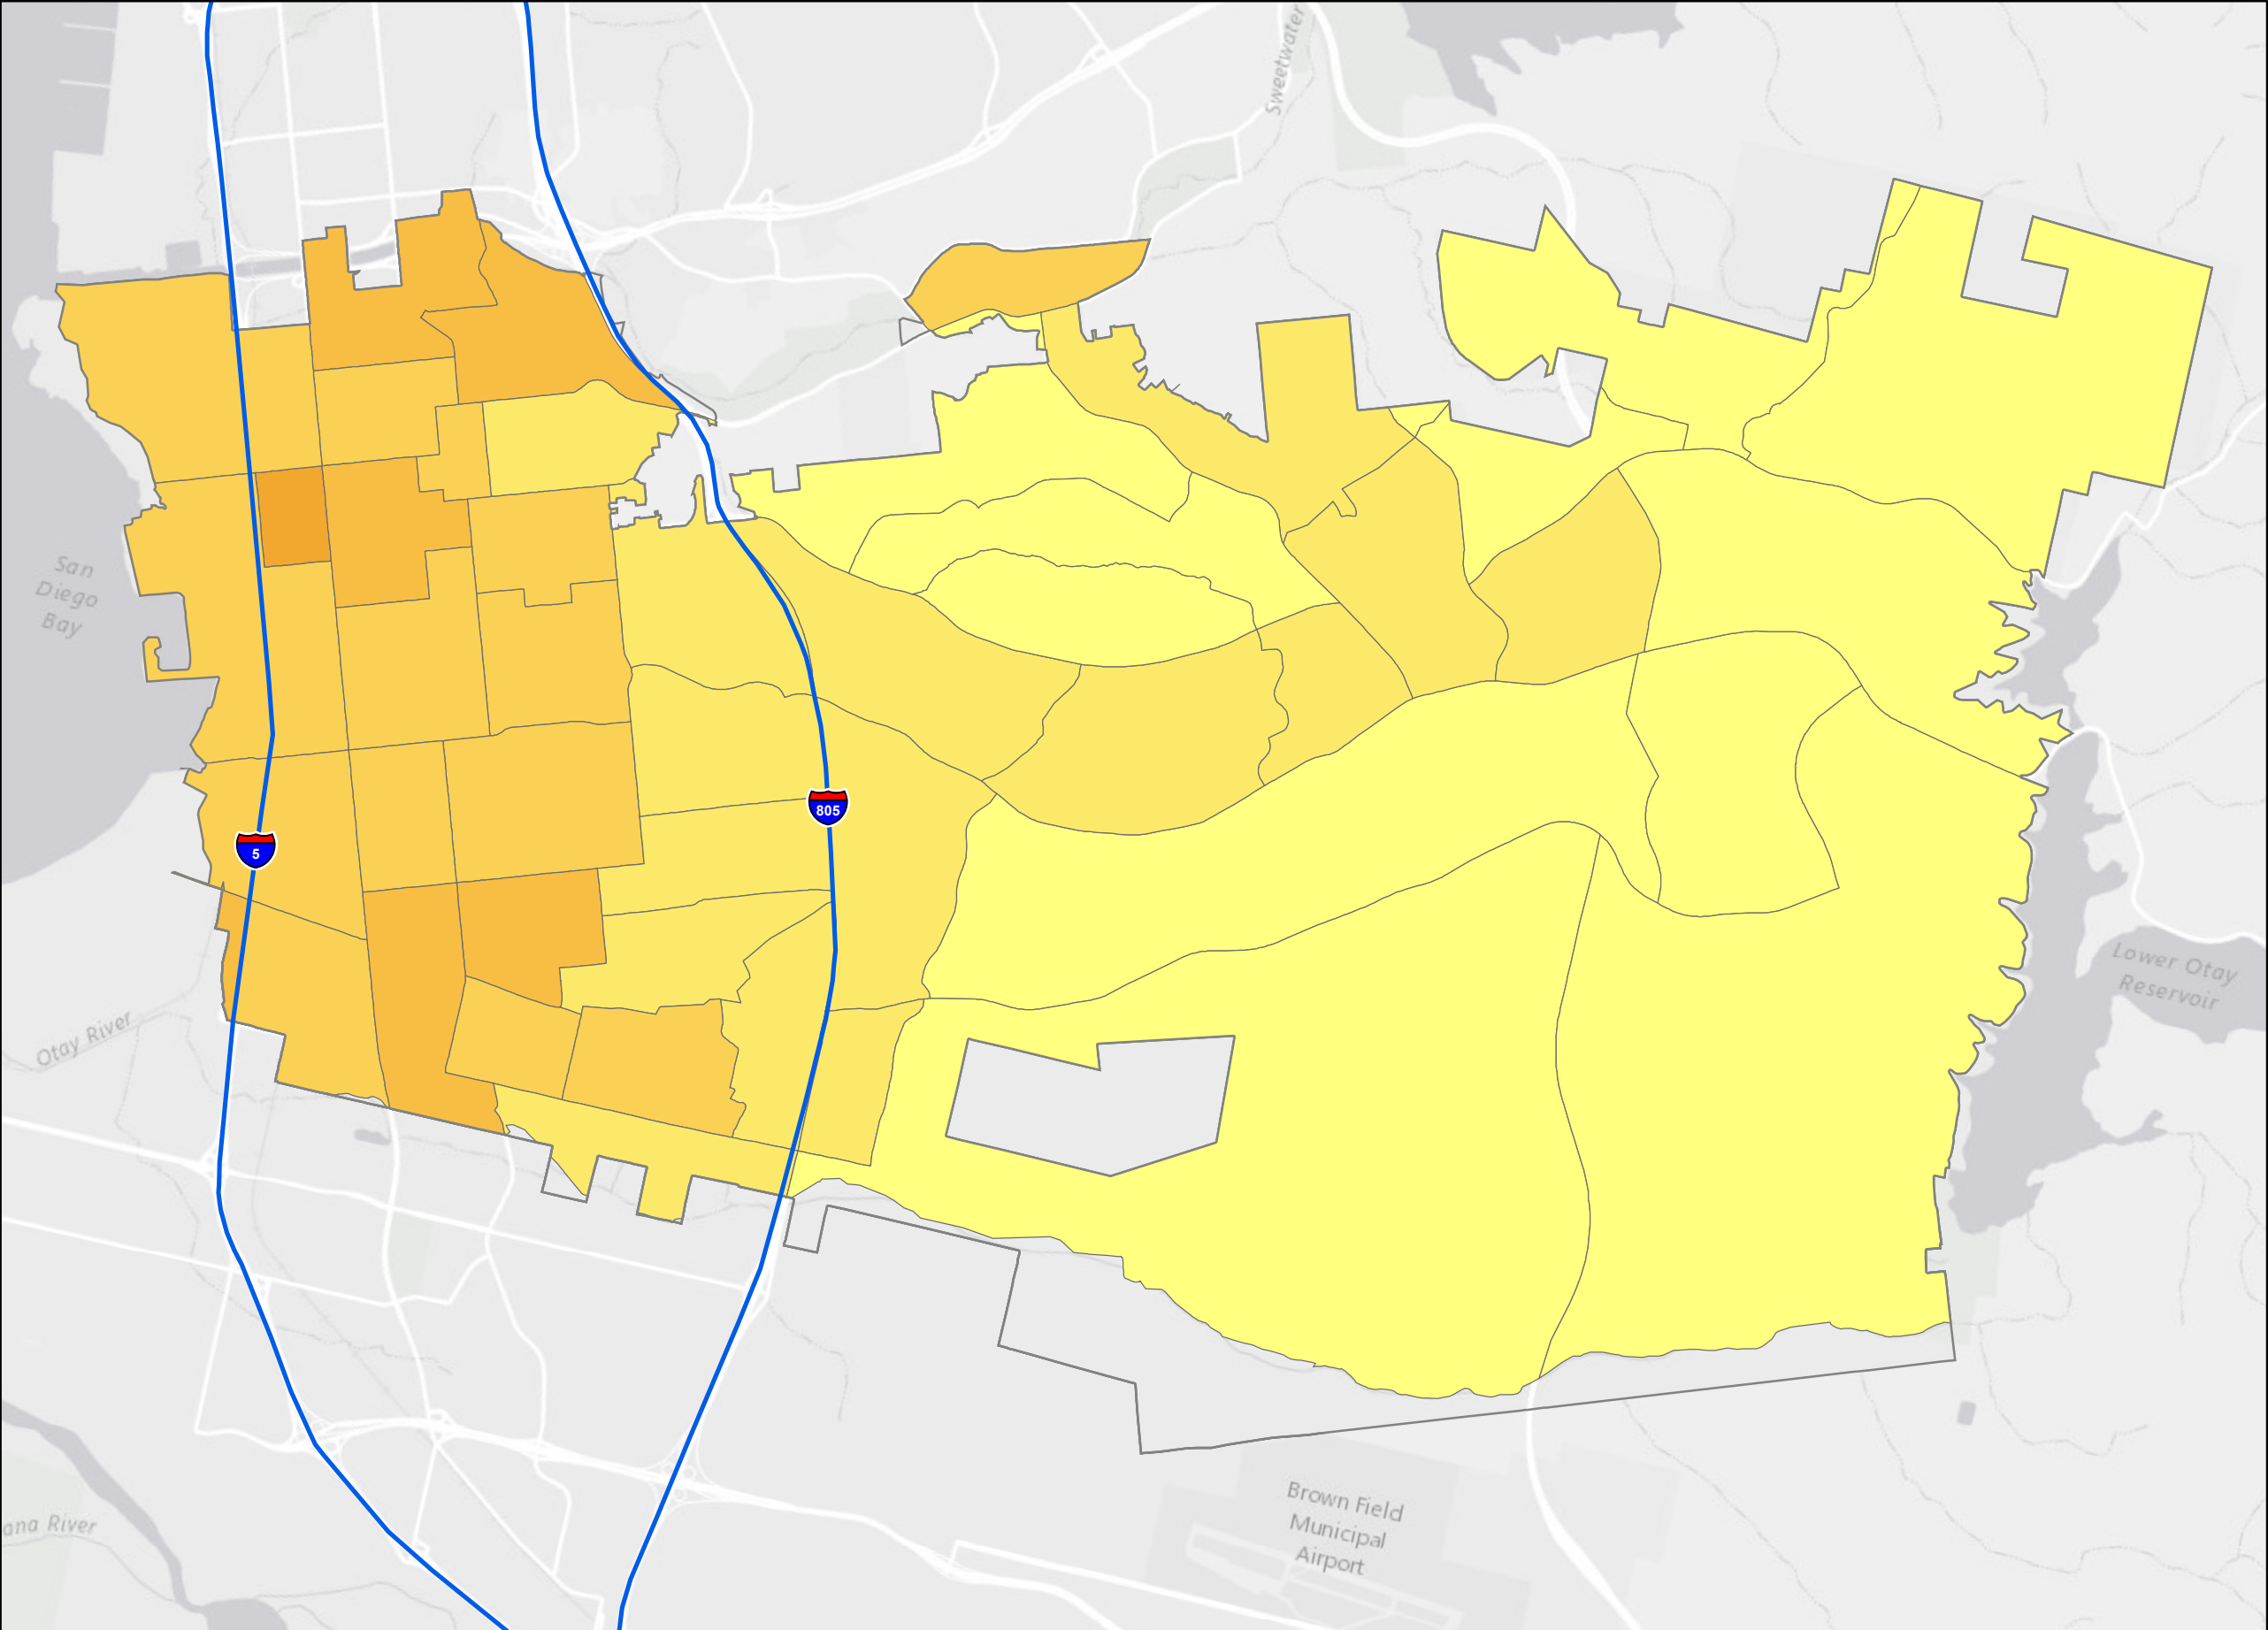 Sweetwater
San
Diego
Bay
805
5
Lower Otay
Reservoir
Otay River
Brown Field
Municipal
Airport
ana River